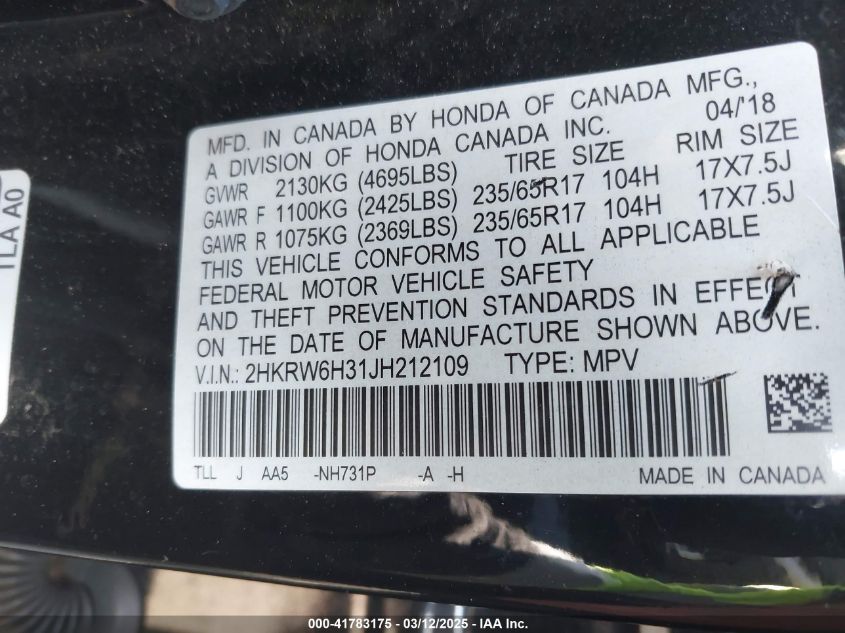 MFD. IN CANADA BY HONDA OF CANADA MFG.,
A DIVISION OF HONDA CANADA INC. 04/'18
GVWR 2130KG (4695LBS) TIRE SIZE RIM SIZE
GAWR F 1100KG (2425LBS) 235/65R17 104H 17X7.5J
GAWR R 1075KG (2369LBS) 235/65R17 104H 17X7.5J
THIS VEHICLE CONFORMS TO ALL APPLICABLE
FEDERAL MOTOR VEHICLE SAFETY
AND THEFT PREVENTION STANDARDS IN EFFECT
ON THE DATE OF MANUFACTURE SHOWN ABOVE.
V.I.N.: 2HKRW6H31JH212109 TYPE: MPV
TLL J AA5 -NH731P -A -H MADE IN CANADA
TLA A0
000-41783175 — 03/12/2025 — IAA Inc.